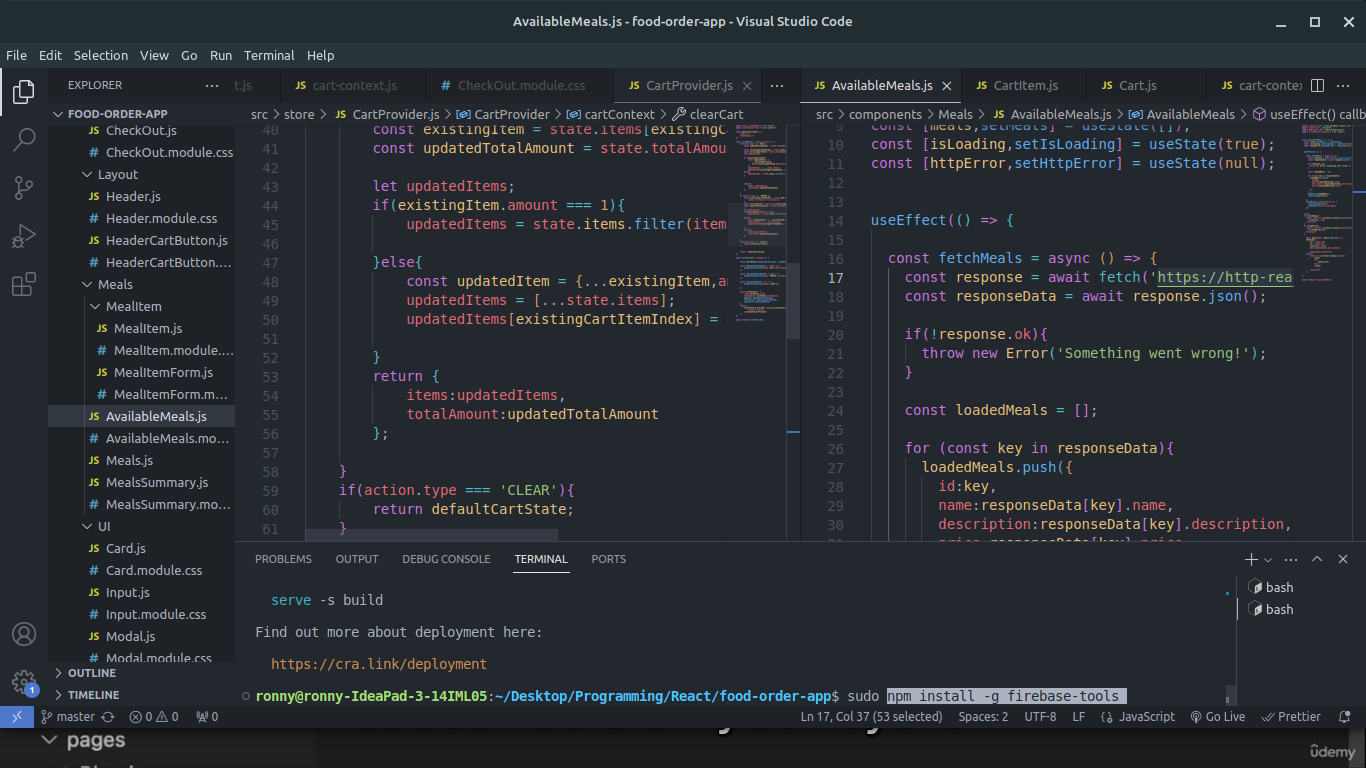 AvailableMeals.js - food-order-app - Visual Studio Code
File Edit Selection View Go Run Terminal Help
EXPLORER
FOOD-ORDER-APP
CheckOut.js
CheckOut.module.css
Layout
Header.js
Header.module.css
HeaderCartButton.js
HeaderCartButton....
Meals
MealItem
MealItem.js
MealItem.module....
MealItemForm.js
MealItemForm.m...
AvailableMeals.js
AvailableMeals.mo...
Meals.js
MealsSummary.js
MealsSummary.mo...
UI
Card.js
Card.module.css
Input.js
Input.module.css
Modal.js
Modal.module.css
OUTLINE
TIMELINE
t.js JS cart-context.js # CheckOut.module.css JS CartProvider.js
src > store > JS CartProvider.js > CartProvider > cartContext > clearCart
40 const existingItem = state.items[existingC
41 const updatedTotalAmount = state.totalAmou
42
43 let updatedItems;
44 if(existingItem.amount === 1){
45 updatedItems = state.items.filter(item
46
47 }else{
48 const updatedItem = {...existingItem,a
49 updatedItems = [...state.items];
50 updatedItems[existingCartItemIndex] =
51
52 }
53 return {
54 items:updatedItems,
55 totalAmount:updatedTotalAmount
56 };
57
58 }
59 if(action.type === 'CLEAR'){
60 return defaultCartState;
61 }
JS AvailableMeals.js JS CartItem.js JS Cart.js JS cart-conte
src > components > Meals > JS AvailableMeals.js > AvailableMeals > useEffect() callb
9 const [meals,setMeals] = useState([]);
10 const [isLoading,setIsLoading] = useState(true);
11 const [httpError,setHttpError] = useState(null);
12
13
14 useEffect(() => {
15
16 const fetchMeals = async () => {
17 const response = await fetch('https://http-rea
18 const responseData = await response.json();
19
20 if(!response.ok){
21 throw new Error('Something went wrong!');
22 }
23
24 const loadedMeals = [];
25
26 for (const key in responseData){
27 loadedMeals.push({
28 id:key,
29 name:responseData[key].name,
30 description:responseData[key].description,
price:responseData[key].price
PROBLEMS OUTPUT DEBUG CONSOLE TERMINAL PORTS
serve -s build
Find out more about deployment here:
https://cra.link/deployment
ronny@ronny-IdeaPad-3-14IML05:~/Desktop/Programming/React/food-order-app$ sudo npm install -g firebase-tools
bash
bash
1
master 0 0 0 Ln 17, Col 37 (53 selected) Spaces: 2 UTF-8 LF {} JavaScript Go Live Prettier
pages
ûdemy